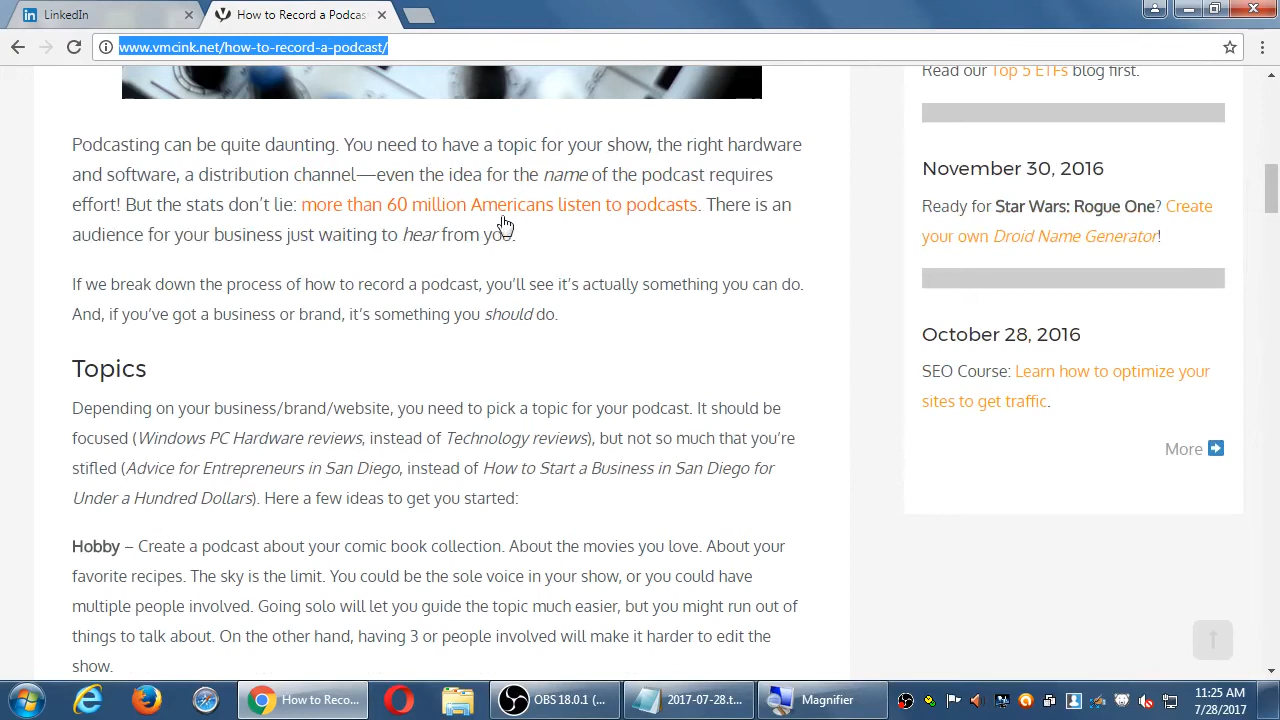 LinkedIn
How to Record a Podcas
www.vmcink.net/how-to-record-a-podcast/
Podcasting can be quite daunting. You need to have a topic for your show, the right hardware
and software, a distribution channel—even the idea for the name of the podcast requires
effort! But the stats don’t lie: more than 60 million Americans listen to podcasts. There is an
audience for your business just waiting to hear from you.
If we break down the process of how to record a podcast, you’ll see it’s actually something you can do.
And, if you’ve got a business or brand, it’s something you should do.
Topics
Depending on your business/brand/website, you need to pick a topic for your podcast. It should be
focused (Windows PC Hardware reviews, instead of Technology reviews), but not so much that you’re
stifled (Advice for Entrepreneurs in San Diego, instead of How to Start a Business in San Diego for
Under a Hundred Dollars). Here a few ideas to get you started:
Hobby – Create a podcast about your comic book collection. About the movies you love. About your
favorite recipes. The sky is the limit. You could be the sole voice in your show, or you could have
multiple people involved. Going solo will let you guide the topic much easier, but you might run out of
things to talk about. On the other hand, having 3 or people involved will make it harder to edit the
show.
Read our Top 5 ETFs blog first.
November 30, 2016
Ready for Star Wars: Rogue One? Create
your own Droid Name Generator!
October 28, 2016
SEO Course: Learn how to optimize your
sites to get traffic.
More
How to Reco...
OBS 18.0.1 (...
2017-07-28.t...
Magnifier
11:25 AM
7/28/2017